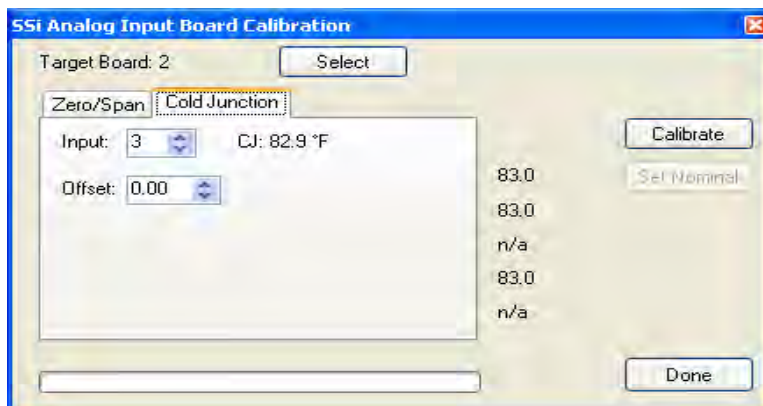 SSi Analog Input Board Calibration
Target Board: 2
Select
Zero/Span
Cold Junction
Input: 3
CJ: 82.9 °F
Offset: 0.00
83.0
83.0
n/a
83.0
n/a
Calibrate
Set Nominal
Done